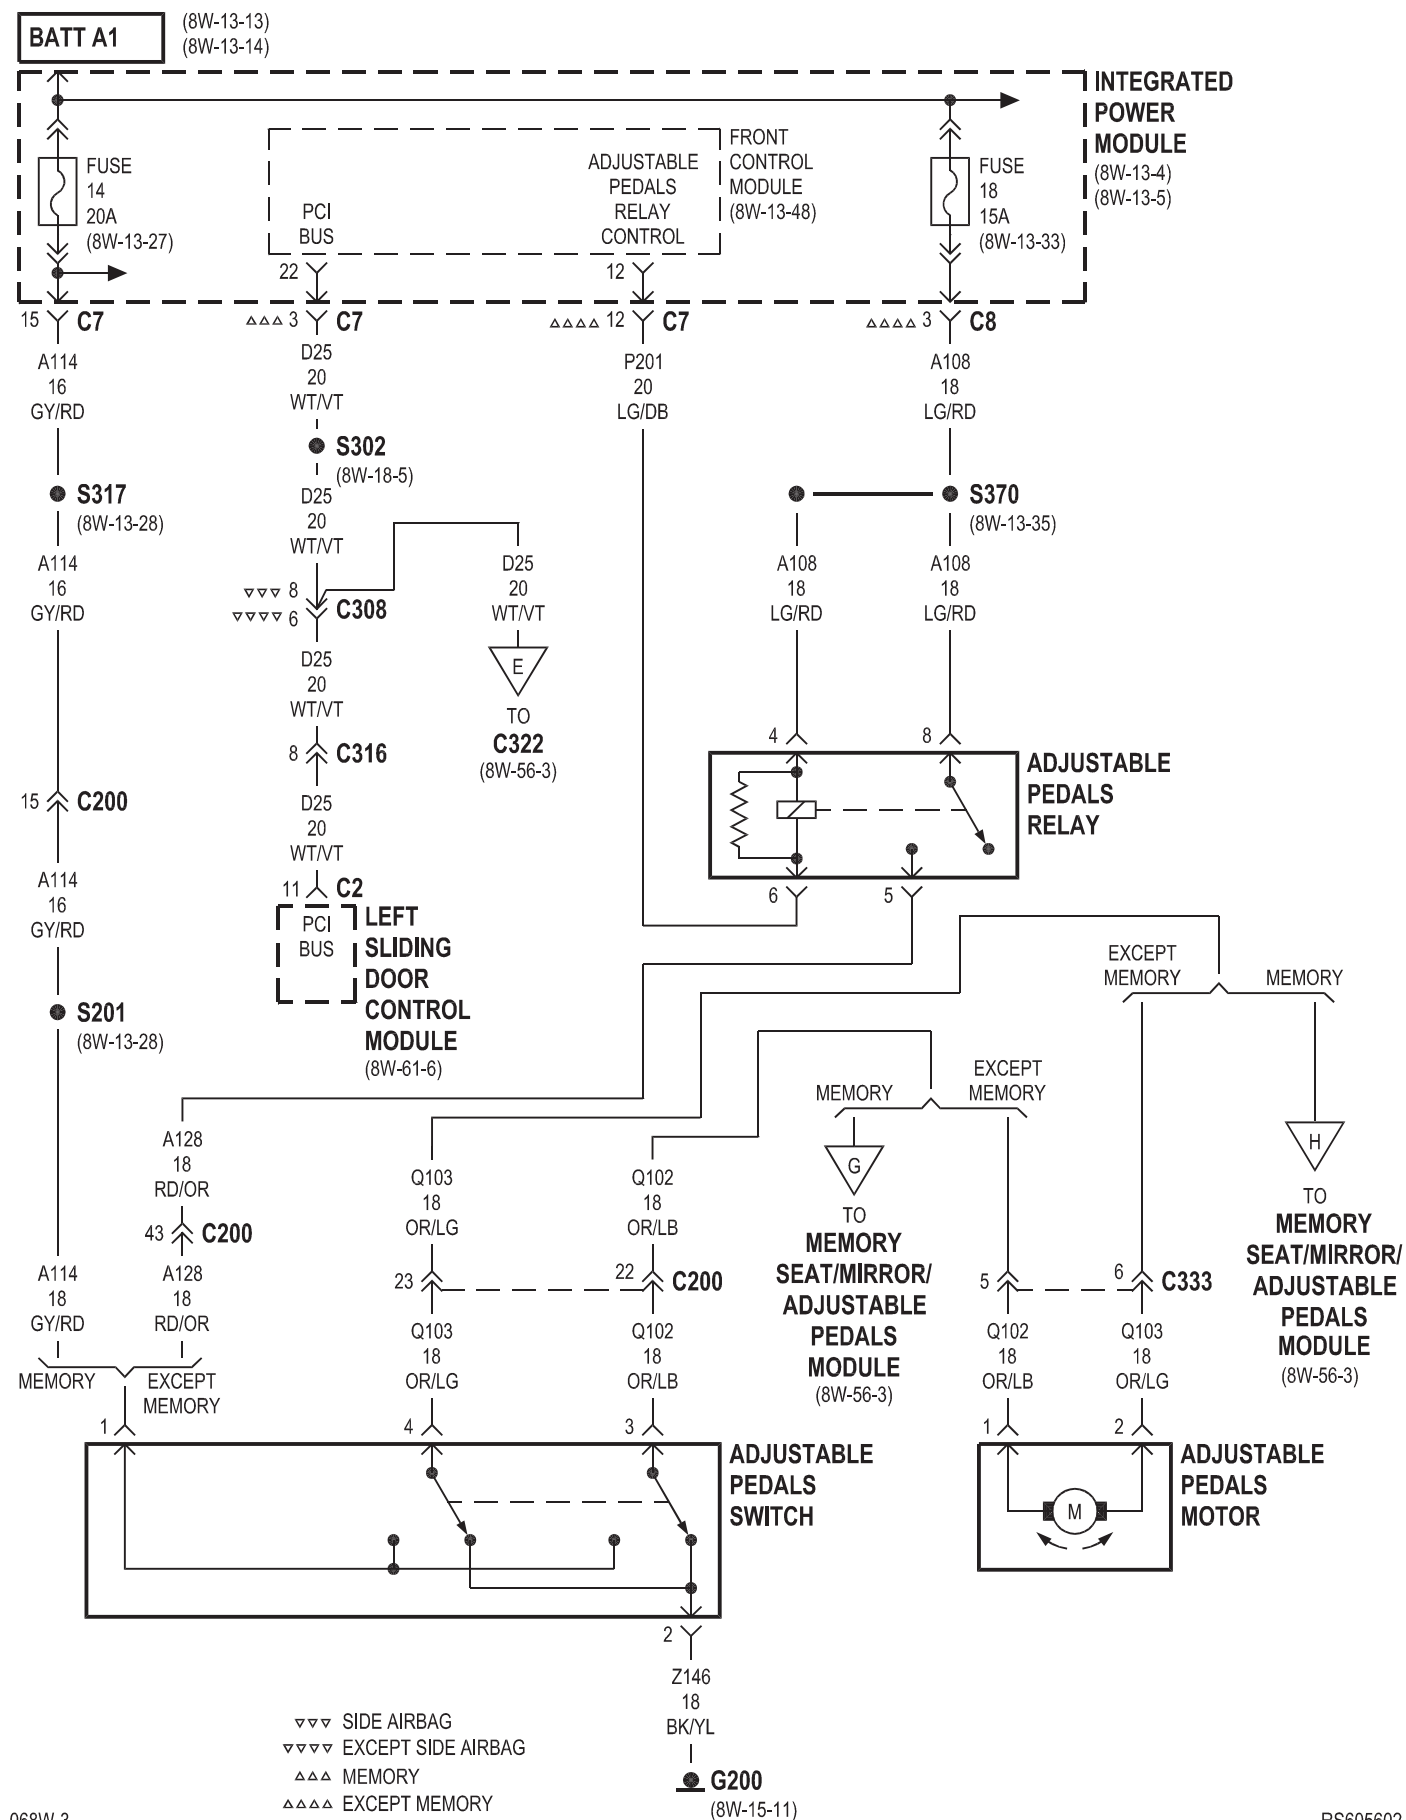 BATT A1
(8W-13-13)
(8W-13-14)
INTEGRATED
POWER
MODULE
(8W-13-4)
(8W-13-5)
FUSE
14
20A
(8W-13-27)
PCI
BUS
ADJUSTABLE
PEDALS
RELAY
CONTROL
FRONT
CONTROL
MODULE
(8W-13-48)
FUSE
18
15A
(8W-13-33)
22
12
15 C7
△△△ 3 C7
△△△△ 12 C7
△△△△ 3 C8
A114
16
GY/RD
D25
20
WT/VT
P201
20
LG/DB
A108
18
LG/RD
S302
(8W-18-5)
S317
(8W-13-28)
S370
(8W-13-35)
A114
16
GY/RD
D25
20
WT/VT
D25
20
WT/VT
A108
18
LG/RD
A108
18
LG/RD
▽▽▽ 8
▽▽▽▽ 6
C308
D25
20
WT/VT
E
TO
C322
(8W-56-3)
8 C316
4
8
ADJUSTABLE
PEDALS
RELAY
15 C200
D25
20
WT/VT
A114
16
GY/RD
11 C2
PCI
BUS
LEFT
SLIDING
DOOR
CONTROL
MODULE
(8W-61-6)
6
5
S201
(8W-13-28)
EXCEPT
MEMORY
MEMORY
MEMORY
EXCEPT
MEMORY
A128
18
RD/OR
Q103
18
OR/LG
Q102
18
OR/LB
G
TO
MEMORY
SEAT/MIRROR/
ADJUSTABLE
PEDALS
MODULE
(8W-56-3)
H
TO
MEMORY
SEAT/MIRROR/
ADJUSTABLE
PEDALS
MODULE
(8W-56-3)
43 C200
23
22 C200
5
6 C333
A114
18
GY/RD
A128
18
RD/OR
Q103
18
OR/LG
Q102
18
OR/LB
Q102
18
OR/LB
Q103
18
OR/LG
MEMORY
EXCEPT
MEMORY
1
4
3
1
2
ADJUSTABLE
PEDALS
SWITCH
M
ADJUSTABLE
PEDALS
MOTOR
2
Z146
18
BK/YL
G200
(8W-15-11)
▽▽▽ SIDE AIRBAG
▽▽▽▽ EXCEPT SIDE AIRBAG
△△△ MEMORY
△△△△ EXCEPT MEMORY
068W-3
RS605602